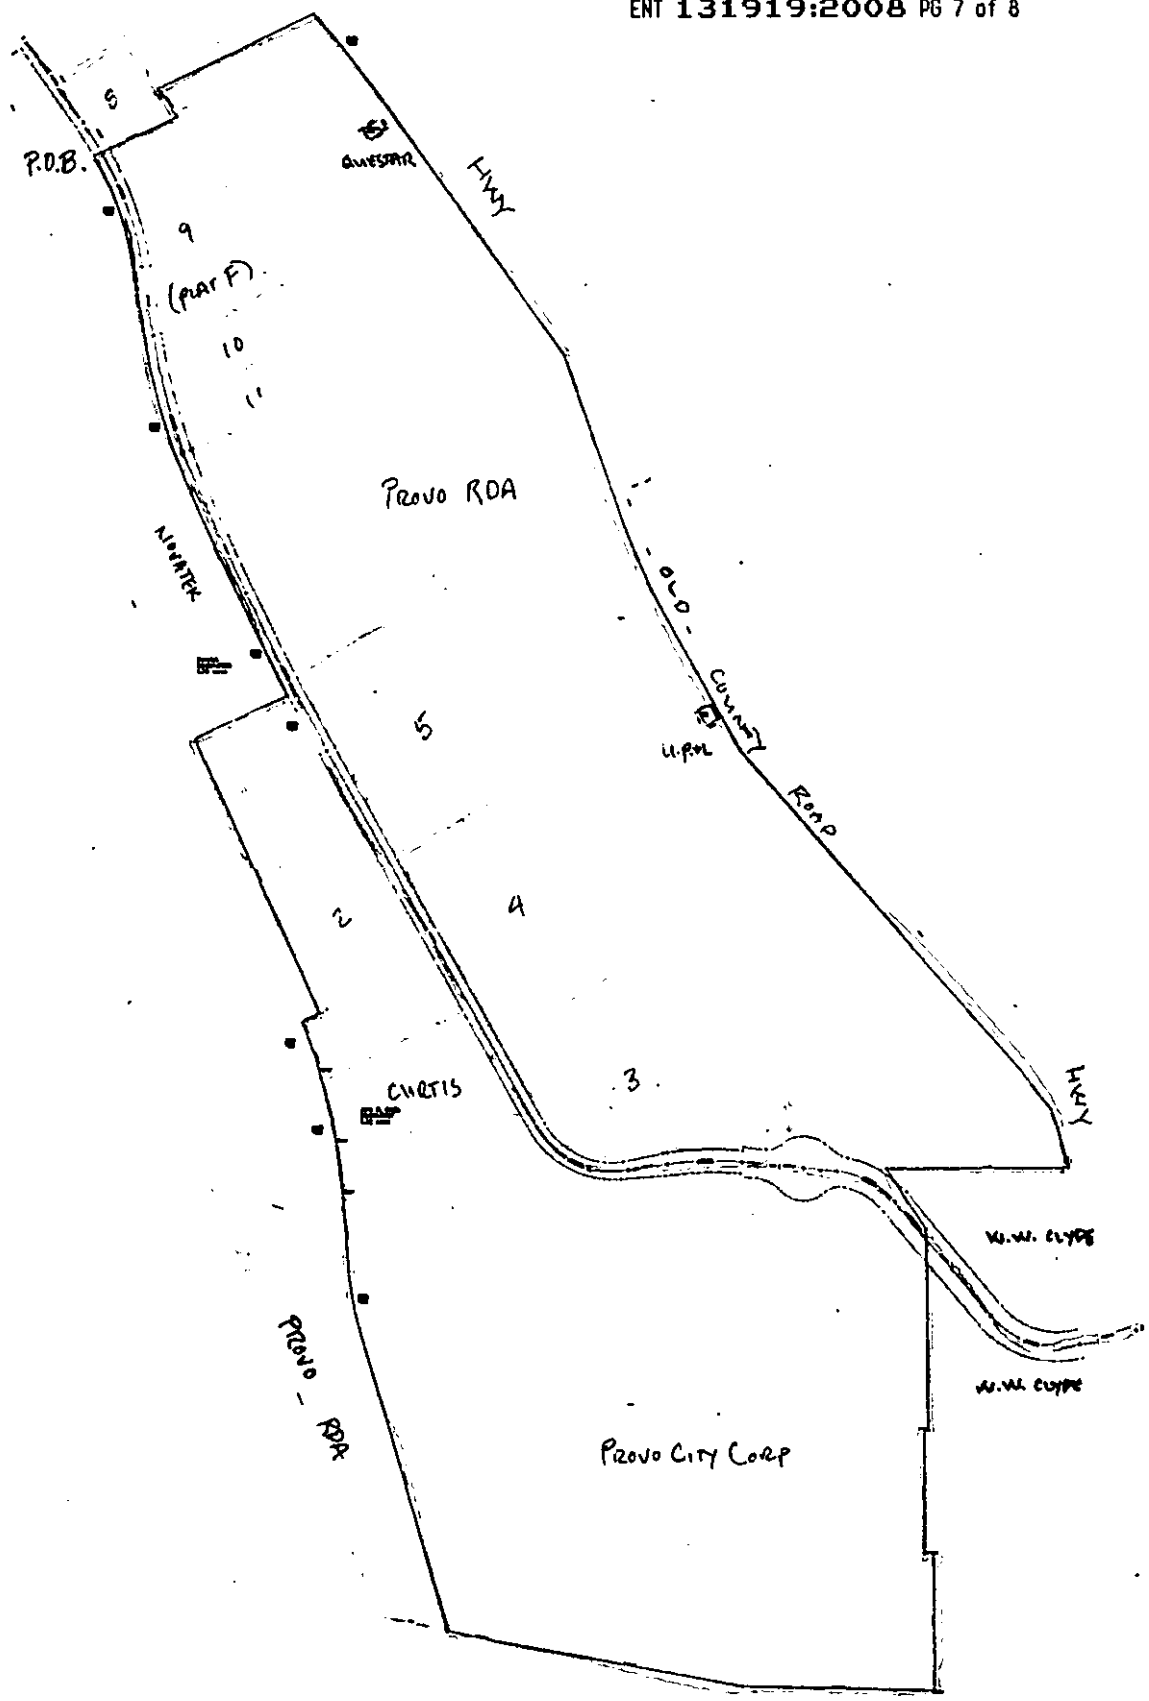 ENT 131919:2008 PG 7 of 8
8
P.O.B.
QUESTAR
HWY
9
(PLAT F)
10
11
PROVO RDA
NOVATEK
- OLD -
COUNTY
ROAD
5
U.P.&L
2
4
3
CURTIS
HWY
W.W. CLYDE
W.W. CLYDE
PROVO - RDA
PROVO CITY CORP